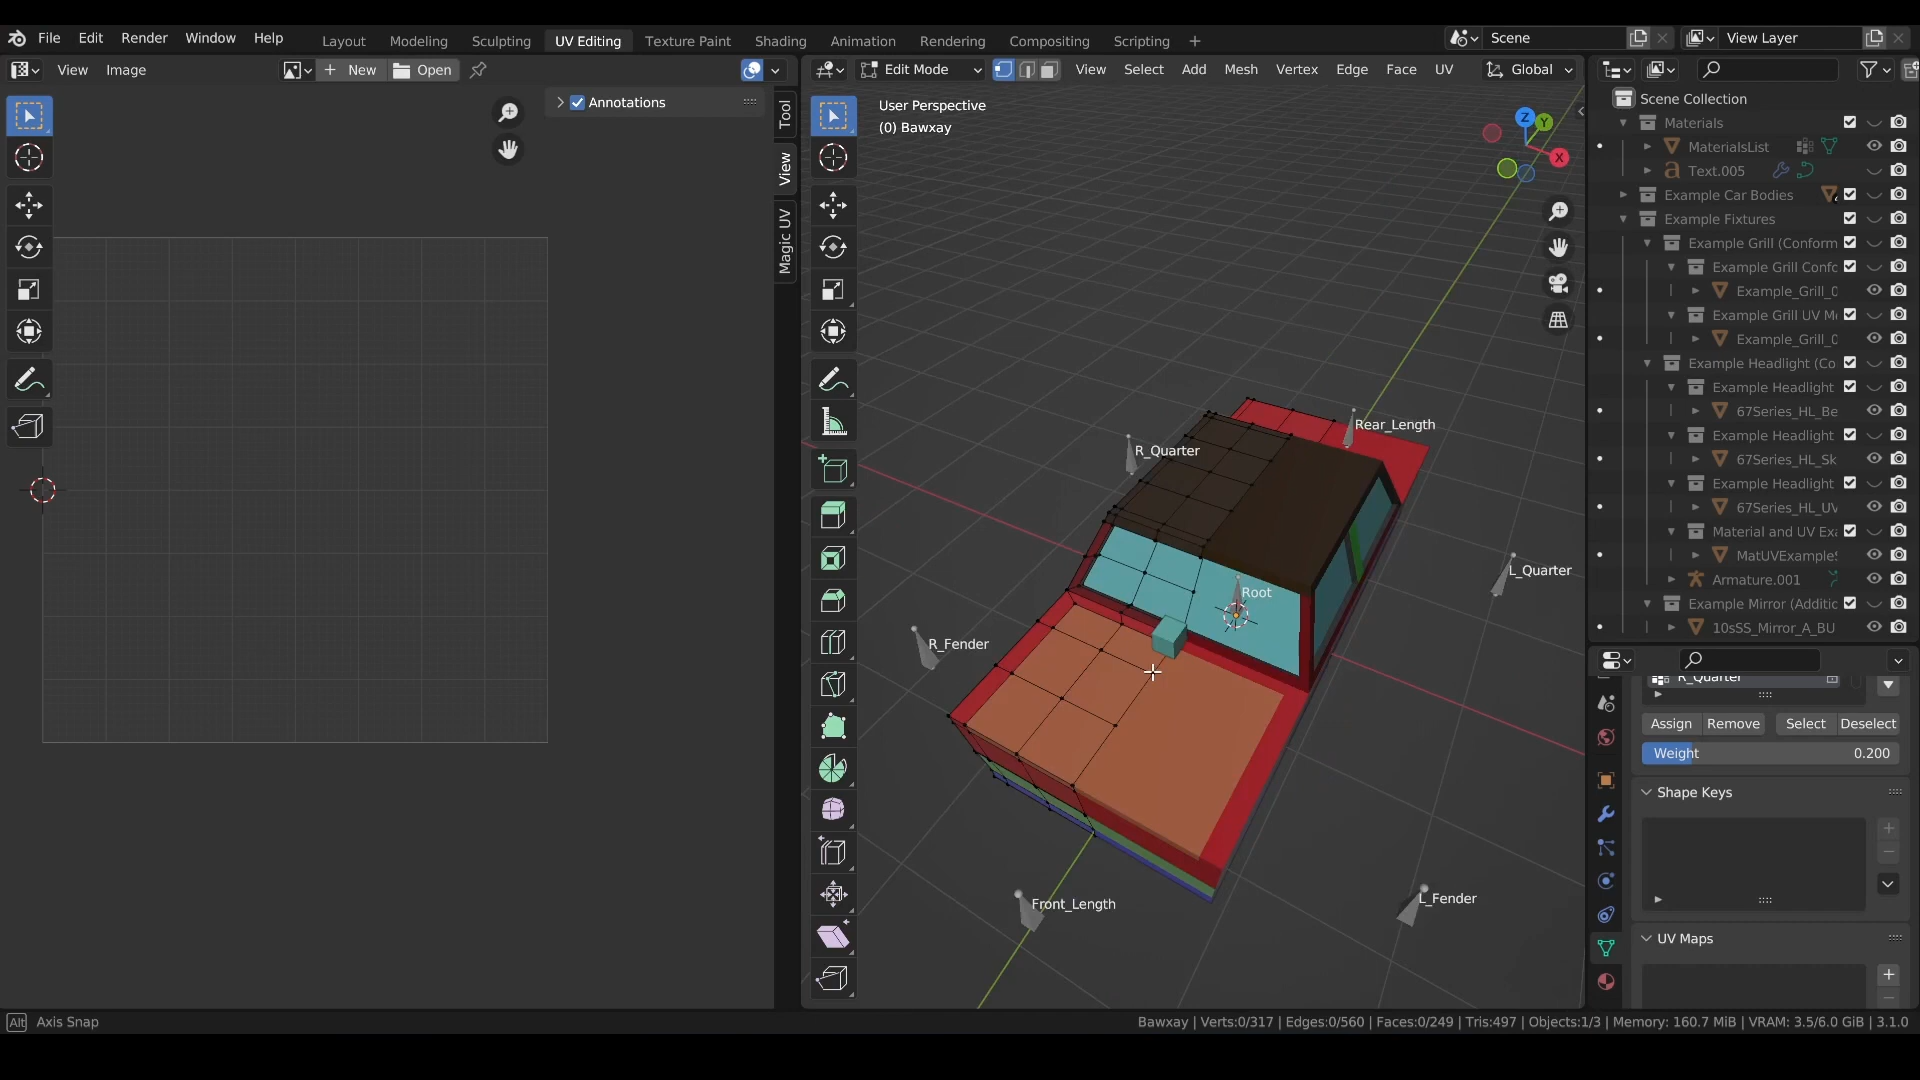 File Edit Render Window Help
Layout Modeling Sculpting UV Editing Texture Paint Shading Animation Rendering Compositing Scripting +
Scene
View Layer
View Image
+ New Open
Edit Mode
View Select Add Mesh Vertex Edge Face UV
Global
Annotations
Tool
View
Magic UV
User Perspective
(0) Bawxay
Z
Y
X
Rear_Length
R_Quarter
L_Quarter
Root
R_Fender
Front_Length
L_Fender
Scene Collection
Materials
MaterialsList
Text.005
Example Car Bodies
Example Fixtures
Example Grill (Conform
Example Grill Confo
Example_Grill_0
Example Grill UV M
Example_Grill_0
Example Headlight (Co
Example Headlight
67Series_HL_Be
Example Headlight
67Series_HL_Sk
Example Headlight
67Series_HL_UV
Material and UV Exa
MatUVExample
Armature.001
Example Mirror (Additic
10sSS_Mirror_A_BU
R_Quarter
Assign Remove Select Deselect
Weight 0.200
Shape Keys
UV Maps
Alt Axis Snap
Bawxay | Verts:0/317 | Edges:0/560 | Faces:0/249 | Tris:497 | Objects:1/3 | Memory: 160.7 MiB | VRAM: 3.5/6.0 GiB | 3.1.0